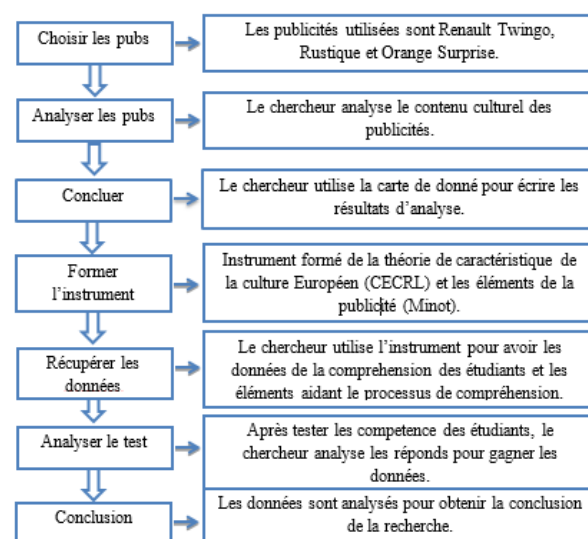 Choisir les pubs
Les publicités utilisées sont Renault Twingo,
Rustique et Orange Surprise.
Analyser les pubs
Le chercheur analyse le contenu culturel des
publicités.
Concluer
Le chercheur utilise la carte de donné pour écrire les
résultats d'analyse.
Former
l'instrument
Instrument formé de la théorie de caractéristique de
la culture Européen (CECRL) et les éléments de la
publicité (Minot).
Récupérer les
données
Le chercheur utilise l'instrument pour avoir les
données de la comprehension des étudiants et les
éléments aidant le processus de compréhension.
Analyser le test
Après tester les competence des étudiants, le
chercheur analyse les réponds pour gagner les
données.
Conclusion
Les données sont analysés pour obtenir la conclusion
de la recherche.